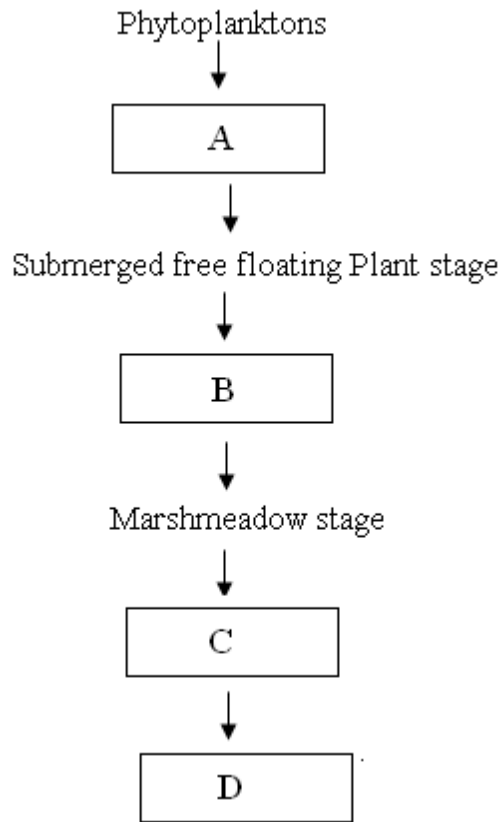 Phytoplanktons
A
Submerged free floating Plant stage
B
Marshmeadow stage
C
D